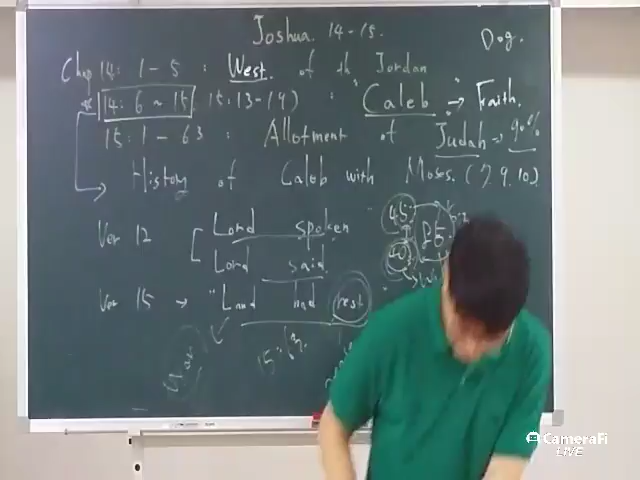 Joshua. 14-15.
Dog.
Chap 14: 1-5 : West of th Jordan
14: 6 ~ 15 15:13-19) : "Caleb" → Faith.
15: 1 - 63 : Allotment of Judah → 90%
History of Caleb with Moses. (7.9.10)
Ver 12 Lord spoken 45
Lord said 40 85
Ver 15 → "Land had rest
War 15:13.
CameraFi
LIVE